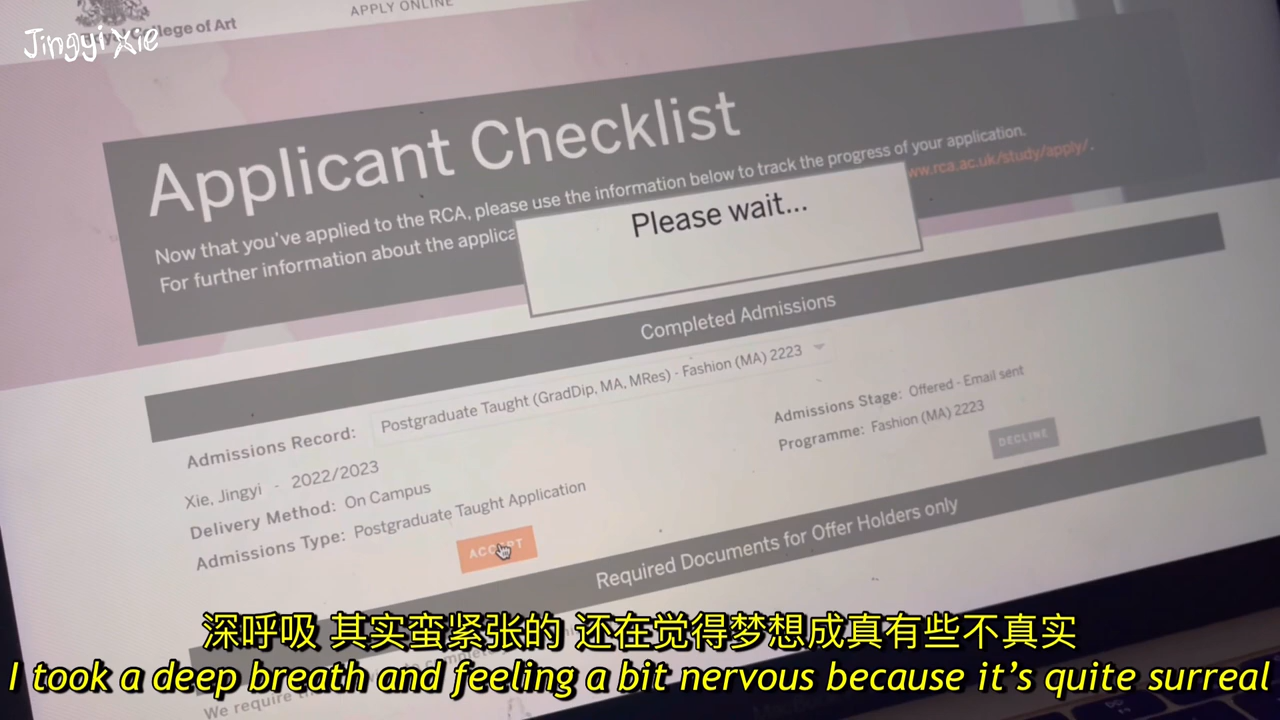 APPLY ONLINE
College of Art
Jingyi Xie
Applicant Checklist
Now that you've applied to the RCA, please use the information below to track the progress of your application.
For further information about the applica
ww.rca.ac.uk/study/apply/.
Please wait...
Completed Admissions
Admissions Record: Postgraduate Taught (GradDip, MA, MRes) - Fashion (MA) 2223
Xie, Jingyi - 2022/2023
Admissions Stage: Offered - Email sent
Delivery Method: On Campus
Programme: Fashion (MA) 2223
Admissions Type: Postgraduate Taught Application
DECLINE
ACCEPT
Required Documents for Offer Holders only
We require
深呼吸 其实蛮紧张的 还在觉得梦想成真有些不真实
I took a deep breath and feeling a bit nervous because it's quite surreal